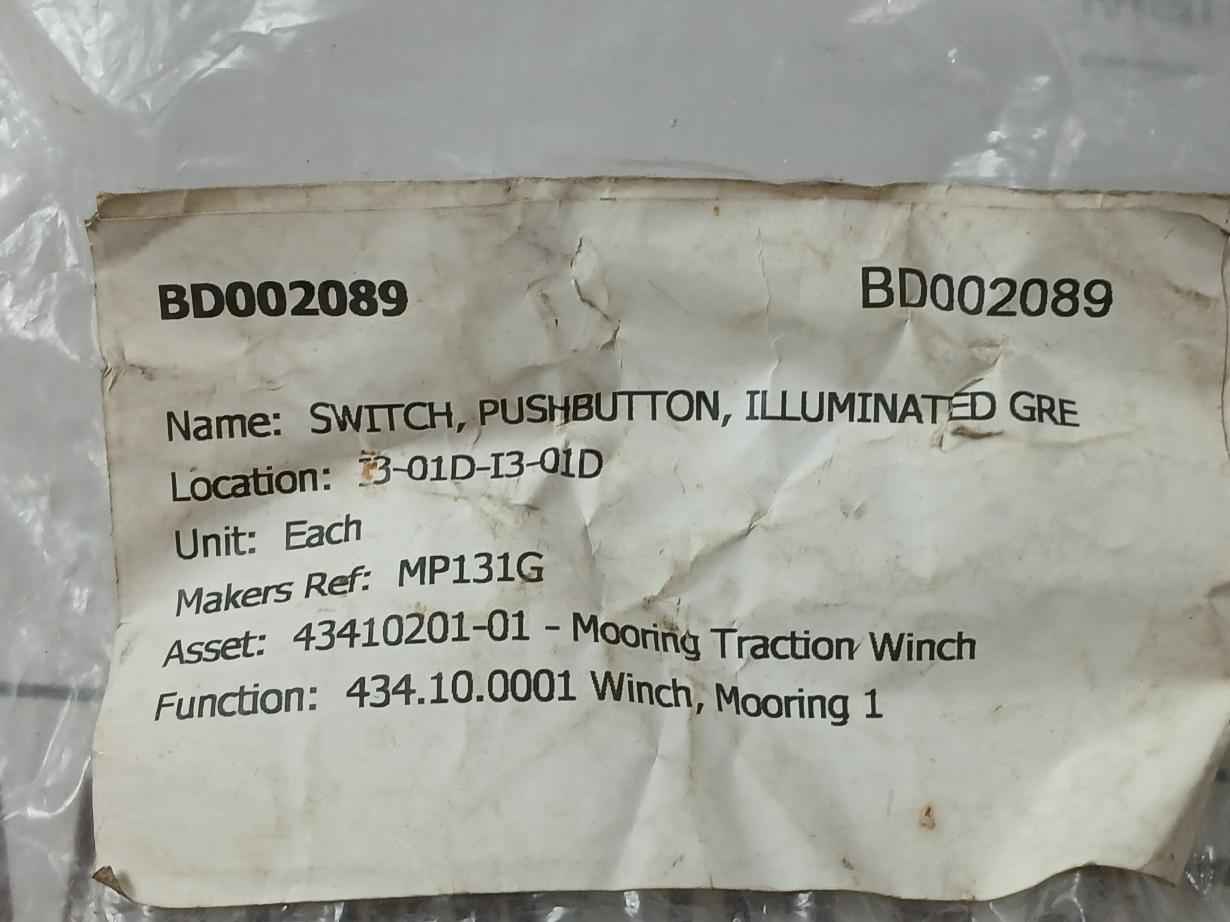 BD002089 BD002089
Name: SWITCH, PUSHBUTTON, ILLUMINATED GRE
Location: I3-01D-I3-01D
Unit: Each
Makers Ref: MP131G
Asset: 43410201-01 - Mooring Traction Winch
Function: 434.10.0001 Winch, Mooring 1